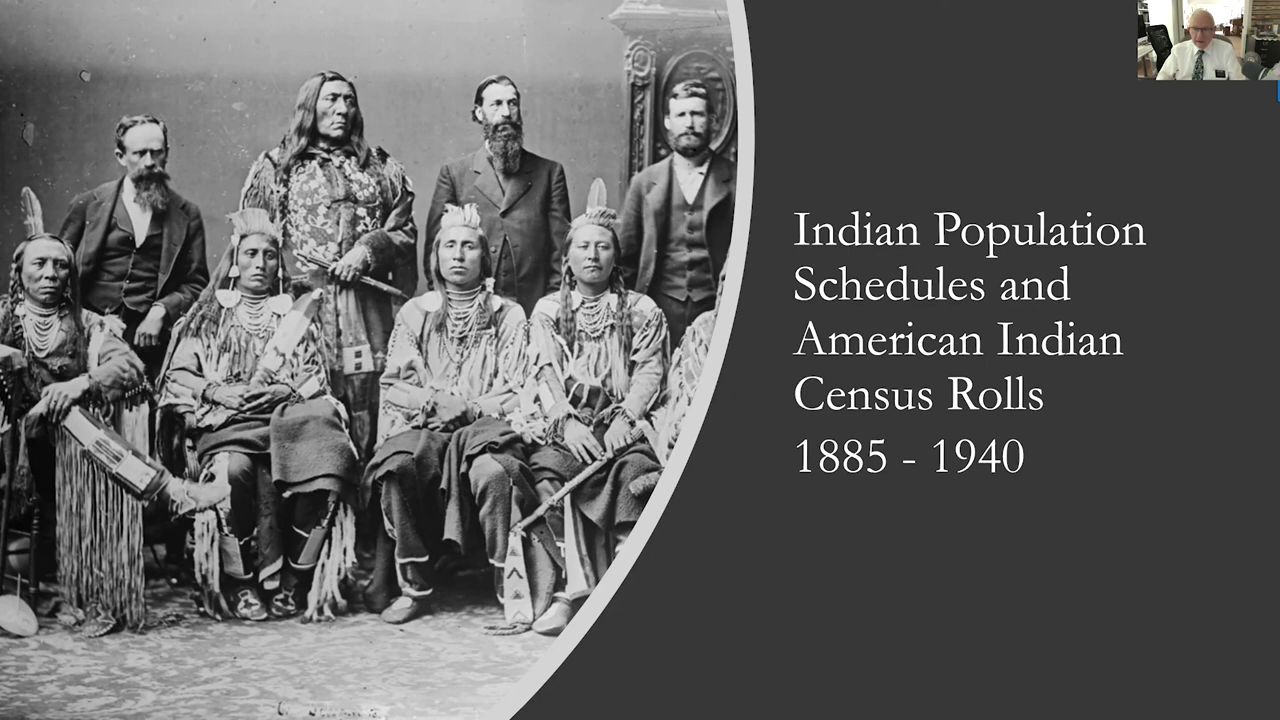 Indian Population
Schedules and
American Indian
Census Rolls
1885 - 1940